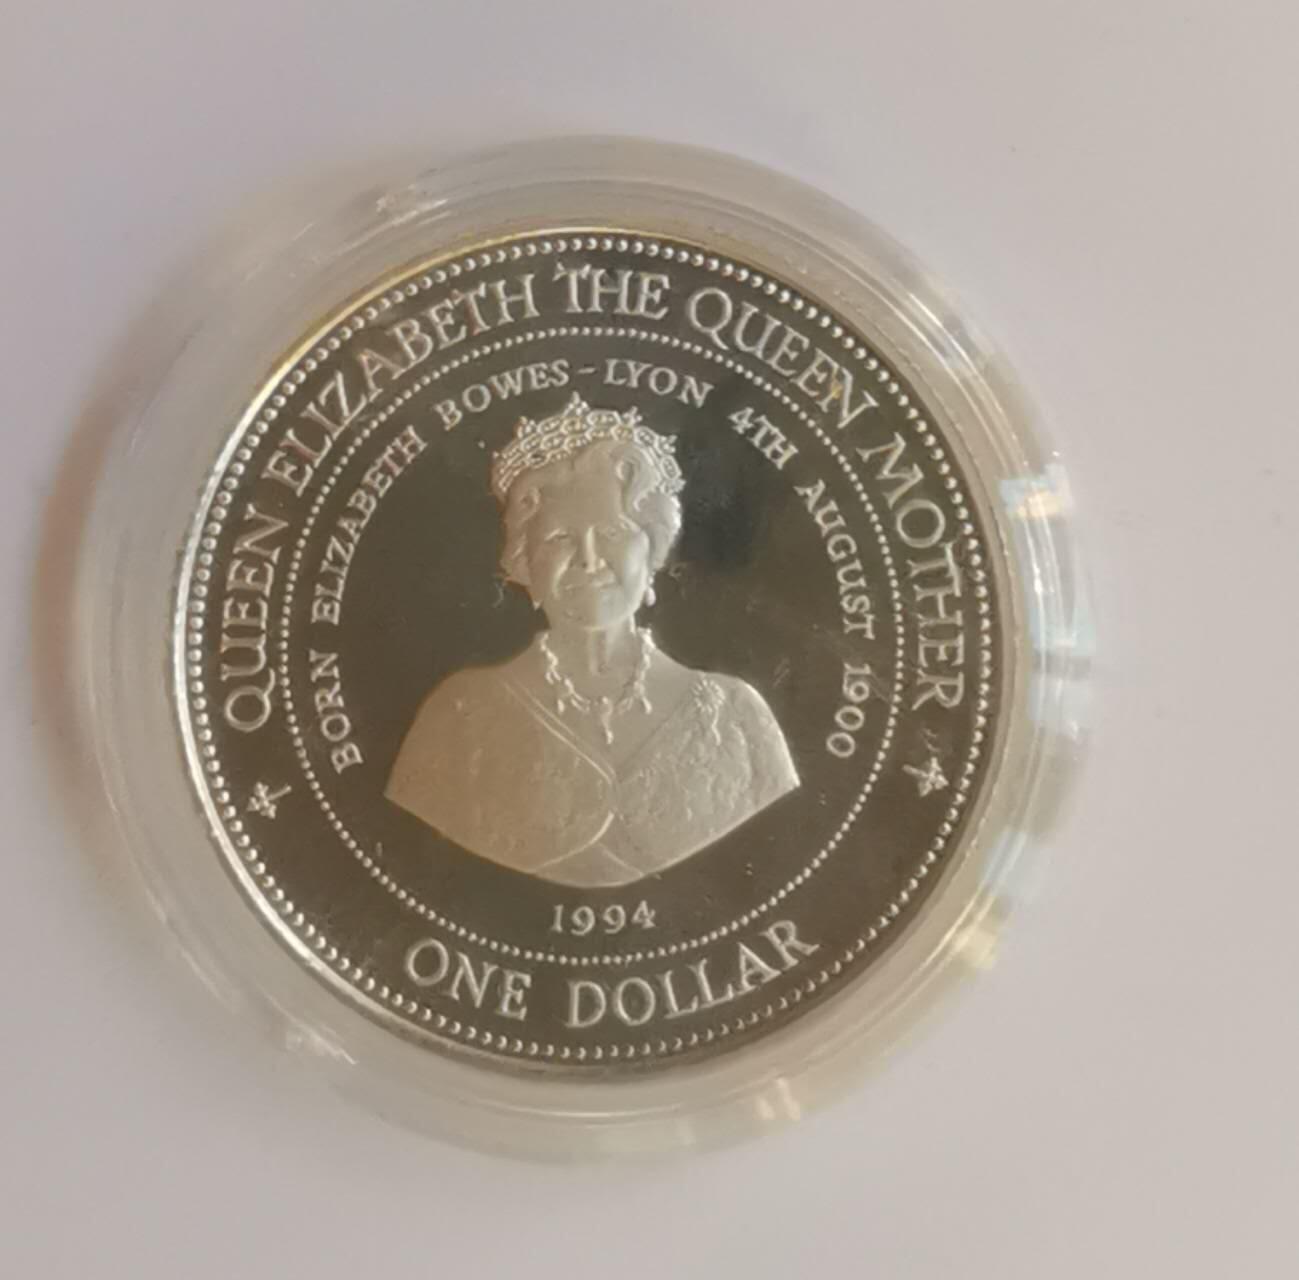 QUEEN ELIZABETH THE QUEEN MOTHER
BORN ELIZABETH BOWES-LYON 4TH AUGUST 1900
1994
ONE DOLLAR